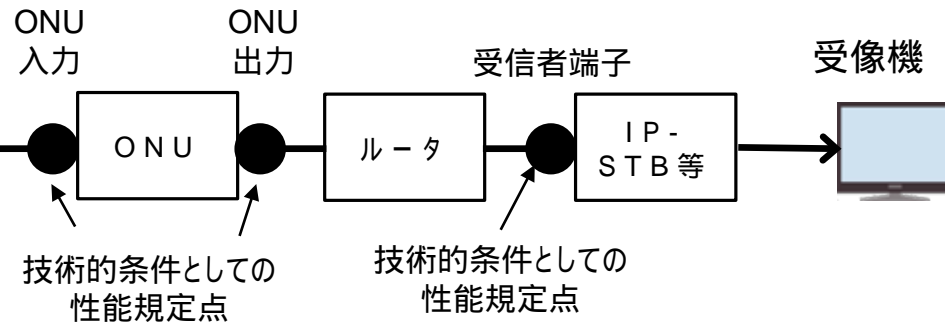 ONU
入力
ONU
出力
受信者端子
受像機
ONU
ルータ
IP-
STB等
技術的条件としての
性能規定点
技術的条件としての
性能規定点